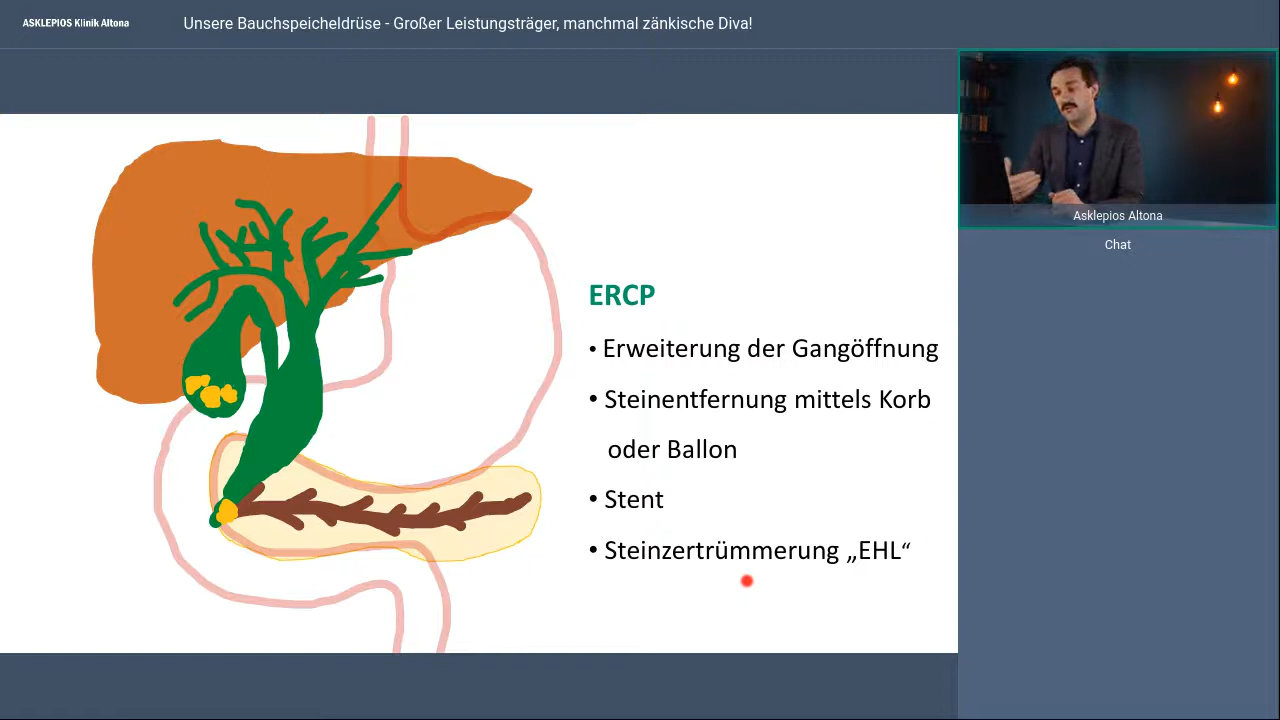 ASKLEPIOS Klinik Altona
Unsere Bauchspeicheldrüse - Großer Leistungsträger, manchmal zänkische Diva!
Asklepios Altona
Chat
ERCP
• Erweiterung der Gangöffnung
• Steinentfernung mittels Korb
oder Ballon
• Stent
• Steinzertrümmerung „EHL“